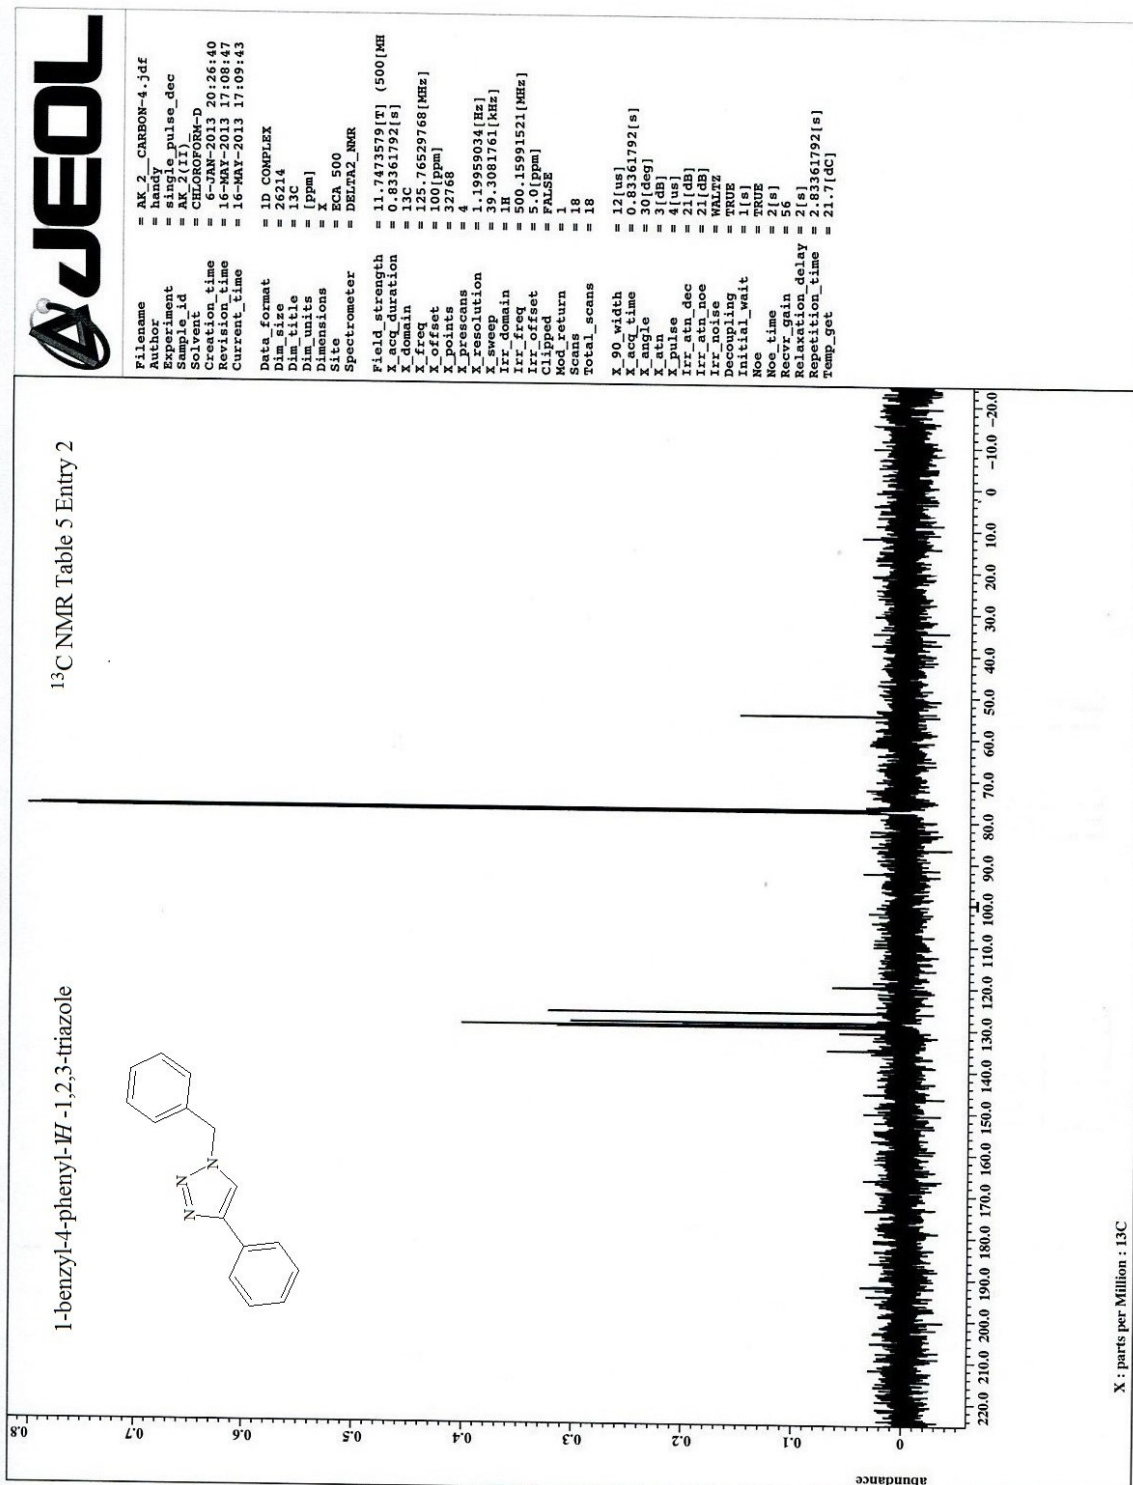 JEOL
Filename = AK_2__CARBON-4.jdf
Author = handy
Experiment = single_pulse_dec
Sample_id = AK_2(II)
Solvent = CHLOROFORM-D
Creation_time = 6-JAN-2013 20:26:40
Revision_time = 16-MAY-2013 17:08:47
Current_time = 16-MAY-2013 17:09:43
Data_format = 1D COMPLEX
Dim_size = 26214
Dim_title = 13C
Dim_units = [ppm]
Dimensions = X
Site = ECA 500
Spectrometer = DELTA2_NMR
Field_strength = 11.7473579[T] (500[MH
X_acq_duration = 0.83361792[s]
X_domain = 13C
X_freq = 125.76529768[MHz]
X_offset = 100[ppm]
X_points = 32768
X_prescans = 4
X_resolution = 1.19959034[Hz]
X_sweep = 39.3081761[kHz]
Irr_domain = 1H
Irr_freq = 500.15991521[MHz]
Irr_offset = 5.0[ppm]
Clipped = FALSE
Mod_return = 1
Scans = 18
Total_scans = 18
X_90_width = 12[us]
X_acq_time = 0.83361792[s]
X_angle = 30[deg]
X_atn = 3[dB]
X_pulse = 4[us]
Irr_atn_dec = 21[dB]
Irr_atn_noe = 21[dB]
Irr_noise = WALTZ
Decoupling = TRUE
Initial_wait = 1[s]
Noe = TRUE
Noe_time = 2[s]
Recvr_gain = 56
Relaxation_delay = 2[s]
Repetition_time = 2.83361792[s]
Temp_get = 21.7[dC]
1-benzyl-4-phenyl-1H -1,2,3-triazole
13C NMR Table 5 Entry 2
N N
N
abundance
0 0.1 0.2 0.3 0.4 0.5 0.6 0.7 0.8
220.0 210.0 200.0 190.0 180.0 170.0 160.0 150.0 140.0 130.0 120.0 110.0 100.0 90.0 80.0 70.0 60.0 50.0 40.0 30.0 20.0 10.0 0 -10.0 -20.0
X : parts per Million : 13C